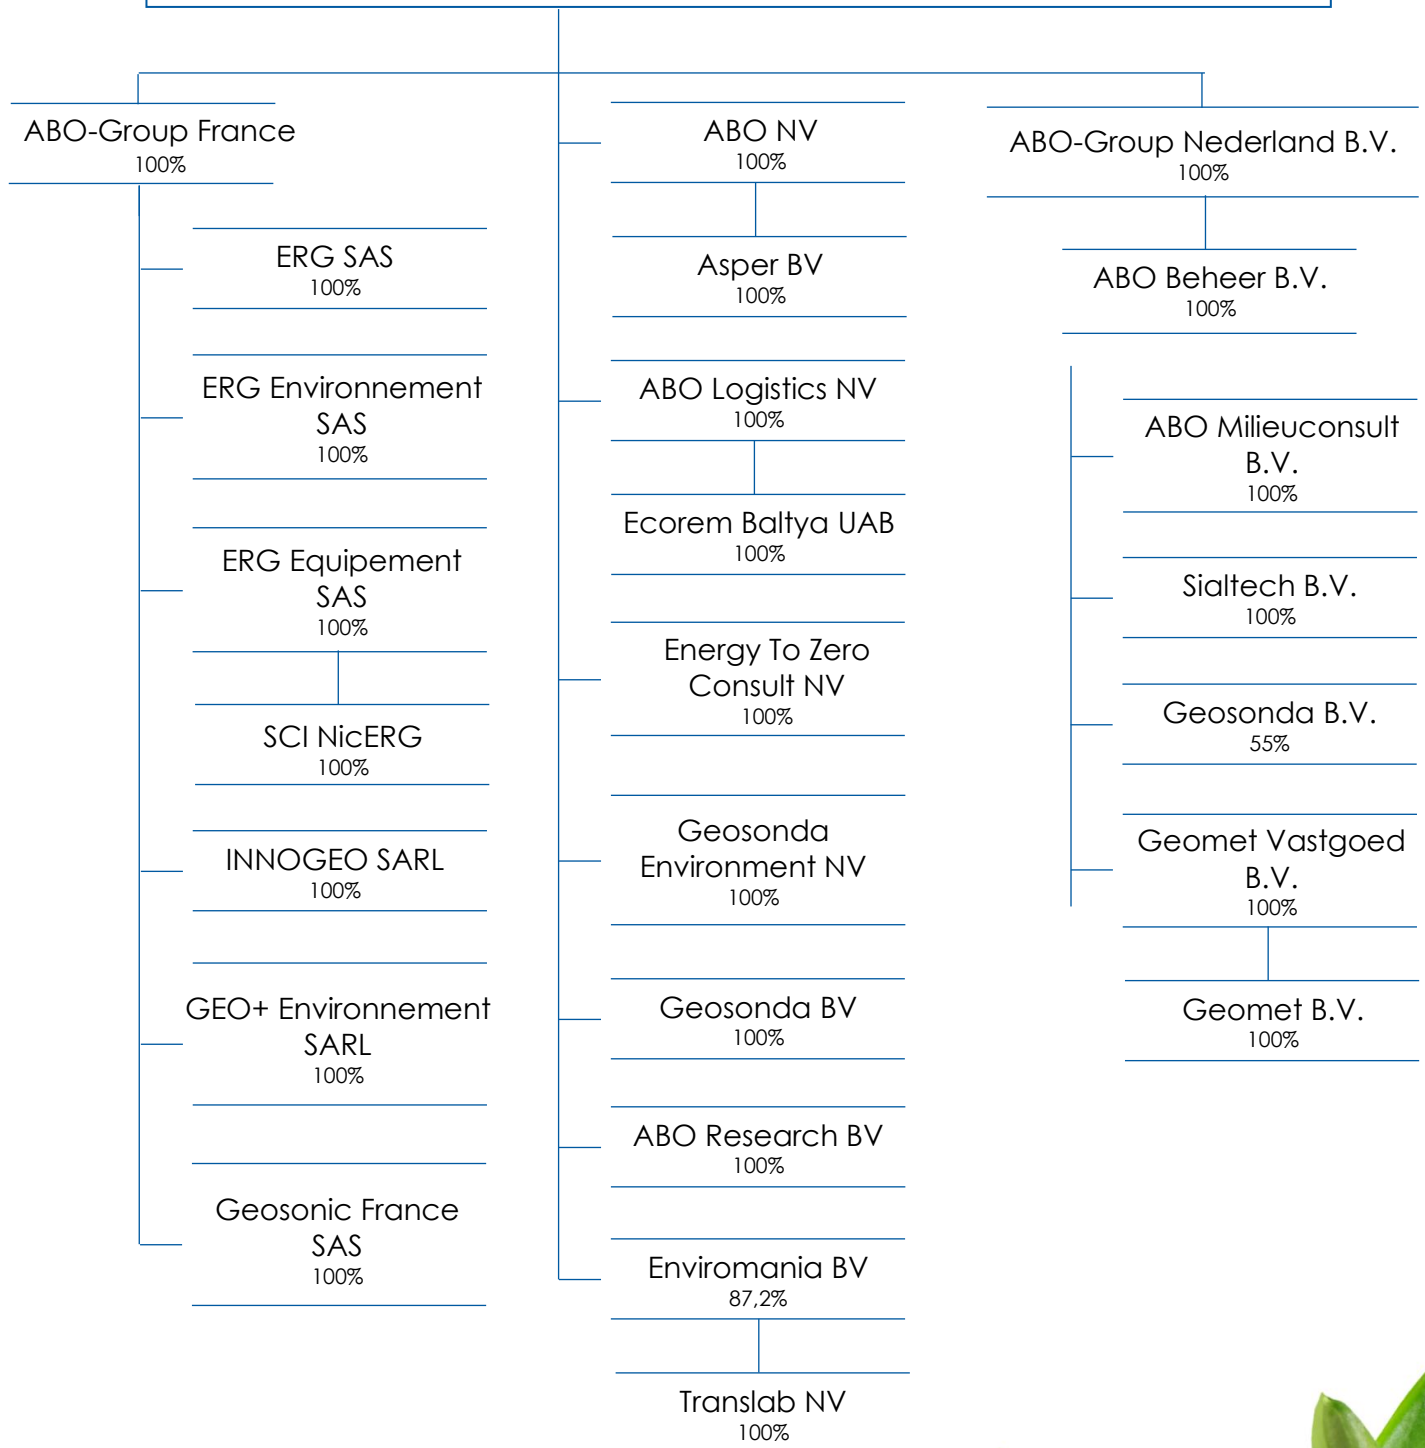 ABO-Group France
100%
ERG SAS
100%
ERG Environnement
SAS
100%
ERG Equipement
SAS
100%
SCI NicERG
100%
INNOGEO SARL
100%
GEO+ Environnement
SARL
100%
Geosonic France
SAS
100%
ABO NV
100%
Asper BV
100%
ABO Logistics NV
100%
Ecorem Baltya UAB
100%
Energy To Zero
Consult NV
100%
Geosonda
Environment NV
100%
Geosonda BV
100%
ABO Research BV
100%
Enviromania BV
87,2%
Translab NV
100%
ABO-Group Nederland B.V.
100%
ABO Beheer B.V.
100%
ABO Milieuconsult
B.V.
100%
Sialtech B.V.
100%
Geosonda B.V.
55%
Geomet Vastgoed
B.V.
100%
Geomet B.V.
100%